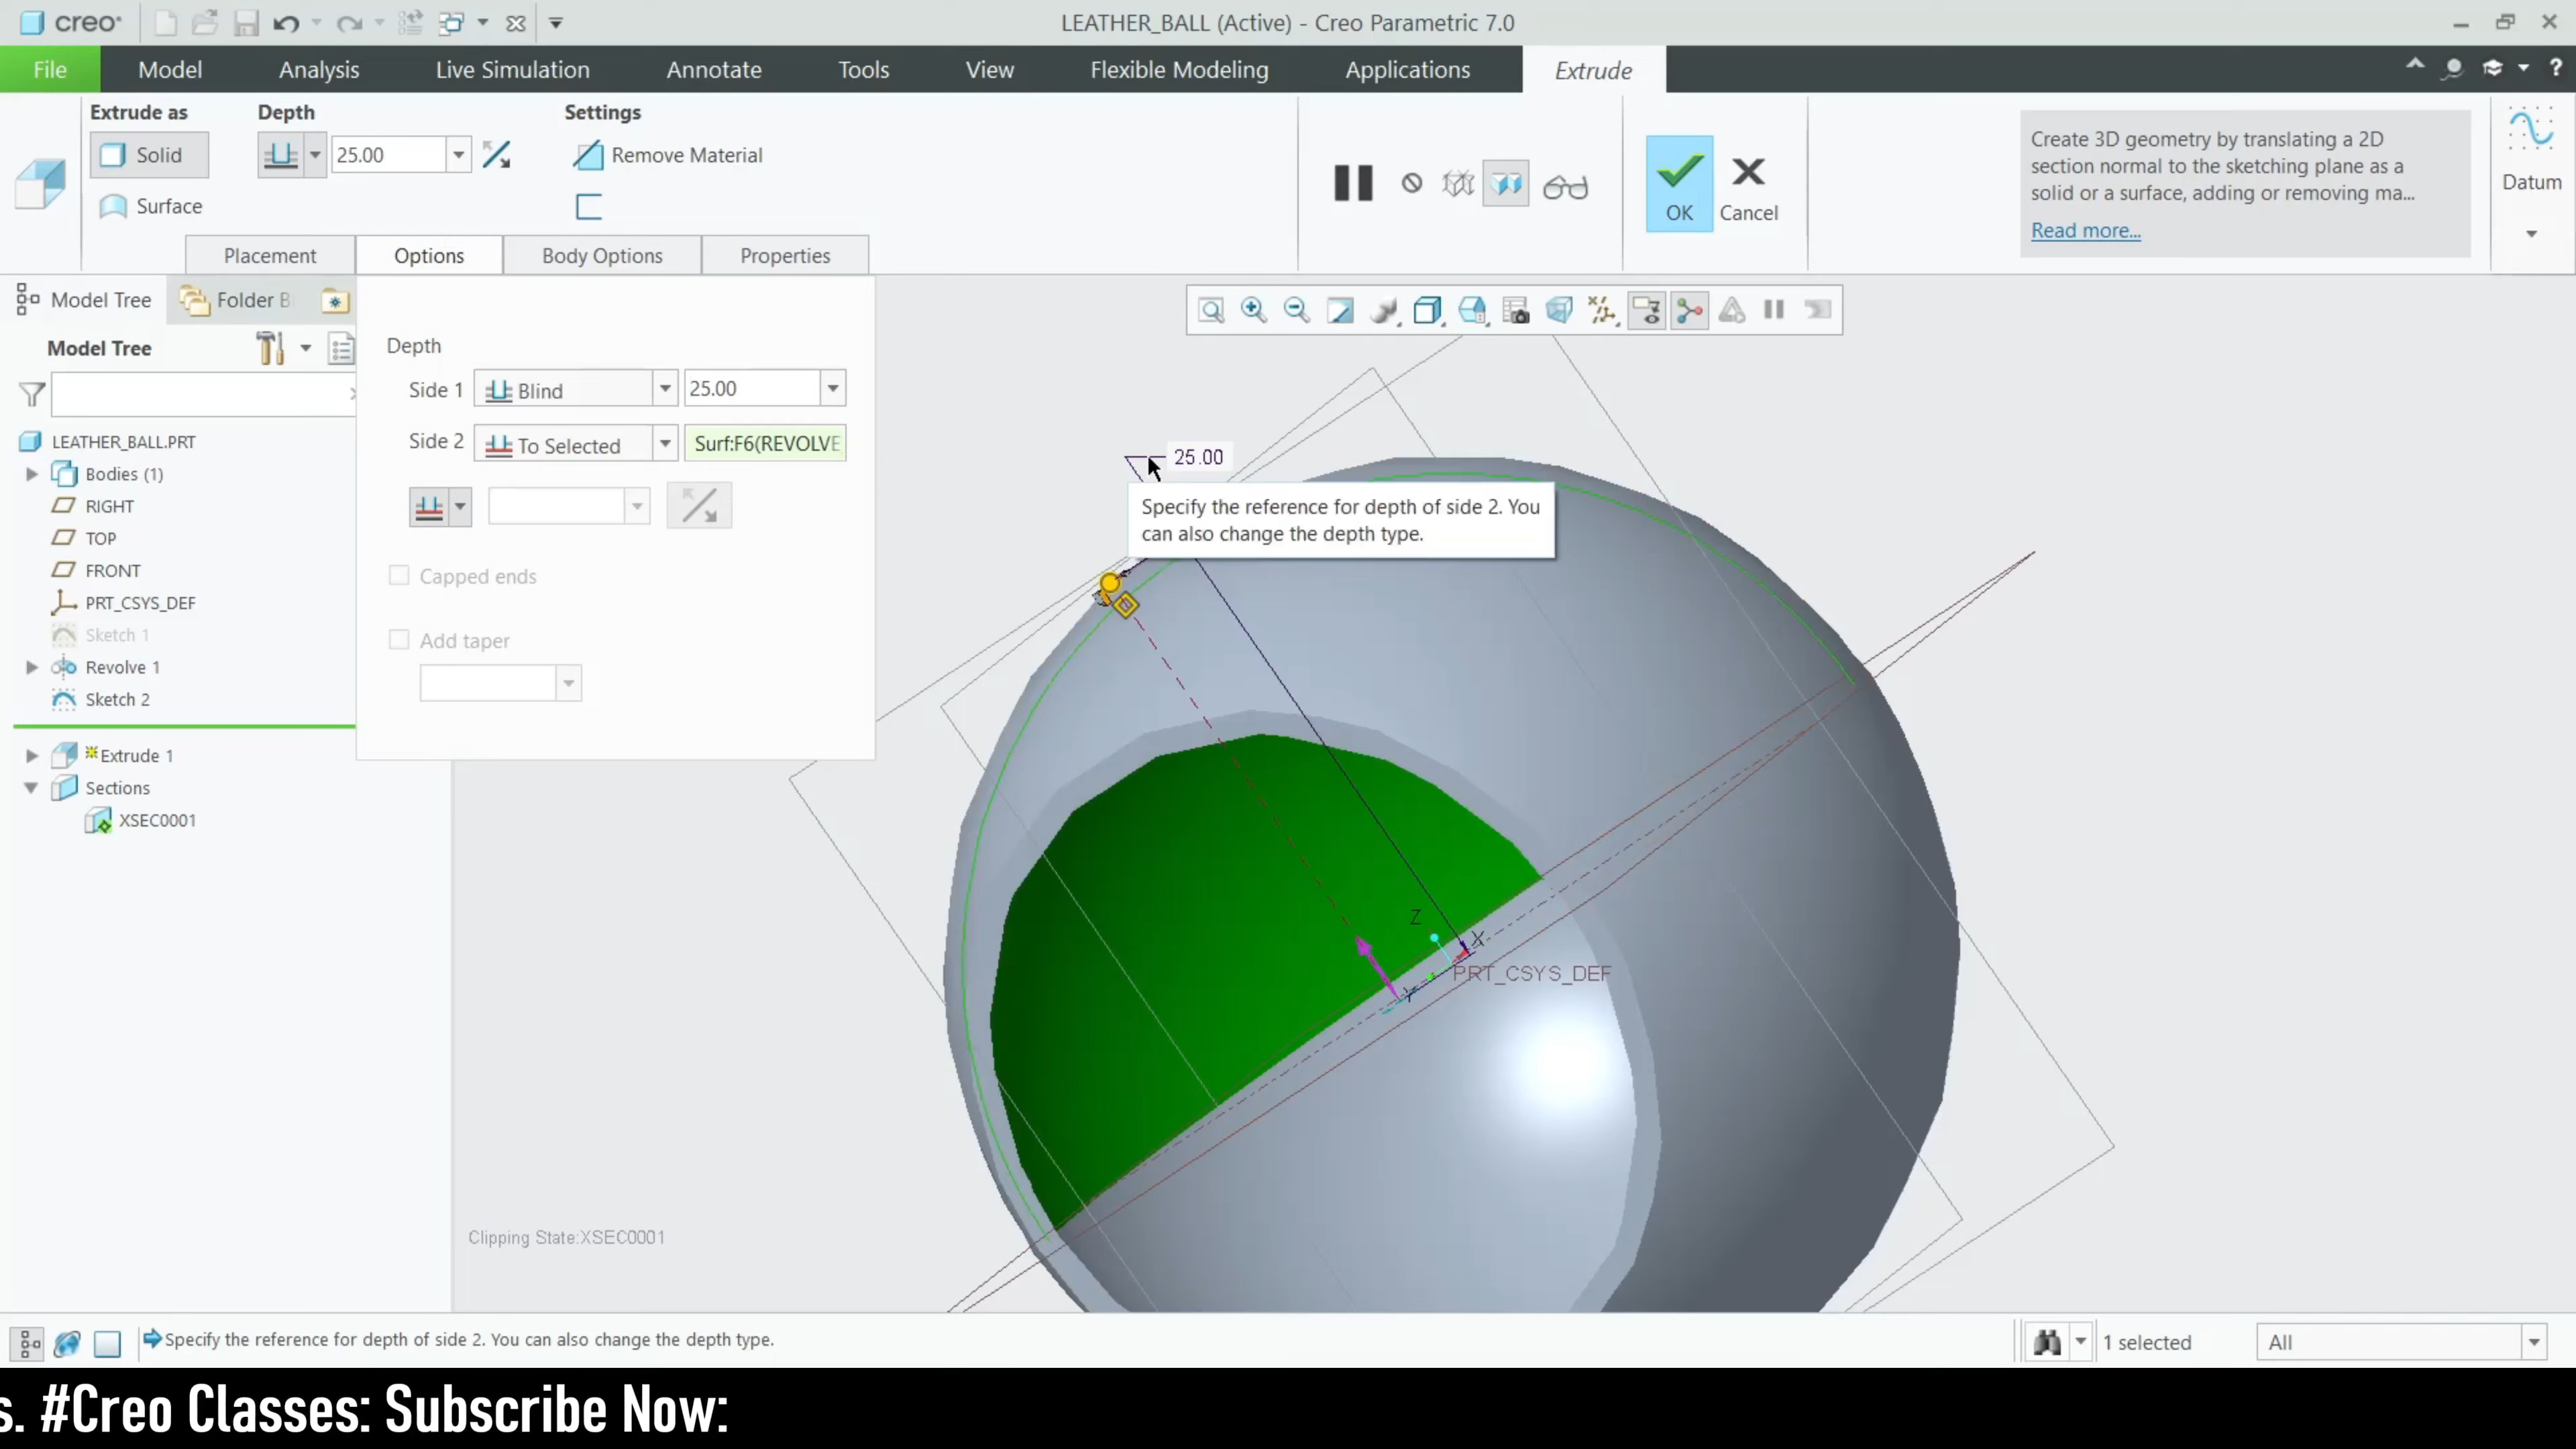 creo
LEATHER_BALL (Active) - Creo Parametric 7.0
File Model Analysis Live Simulation Annotate Tools View Flexible Modeling Applications Extrude
Extrude as Depth Settings
Solid 25.00 Remove Material
Surface
OK Cancel
Create 3D geometry by translating a 2D
section normal to the sketching plane as a
solid or a surface, adding or removing ma...
Read more...
Datum
Placement Options Body Options Properties
Model Tree Folder B
Model Tree
LEATHER_BALL.PRT
Bodies (1)
RIGHT
TOP
FRONT
PRT_CSYS_DEF
Sketch 1
Revolve 1
Sketch 2
Extrude 1
Sections
XSEC0001
Depth
Side 1 Blind 25.00
Side 2 To Selected Surf:F6(REVOLVE
Capped ends
Add taper
25.00
Specify the reference for depth of side 2. You
can also change the depth type.
Z
X
PRT_CSYS_DEF
Y
Clipping State:XSEC0001
Specify the reference for depth of side 2. You can also change the depth type.
1 selected All
s. #Creo Classes: Subscribe Now: